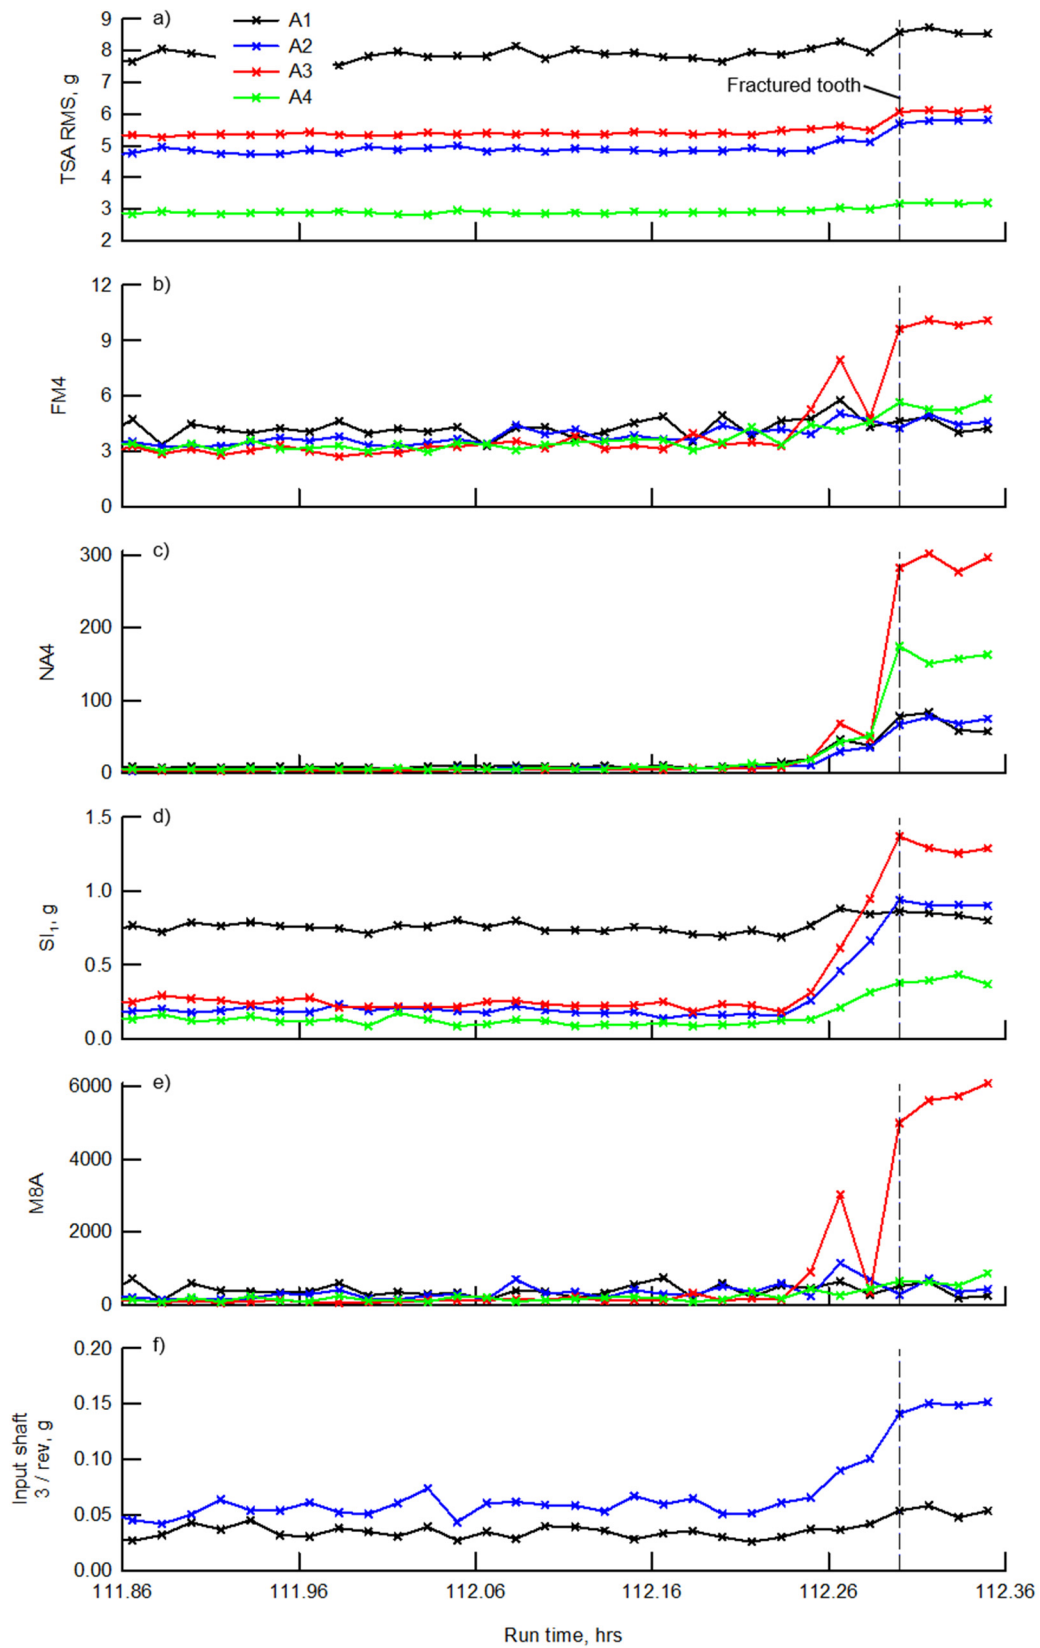 a)
A1
A2
A3
A4
9
8
7
6
5
4
3
2
TSA RMS, g
Fractured tooth
b)
12
9
6
3
0
FM4
c)
300
200
100
0
NA4
d)
1.5
1.0
0.5
0.0
SI1, g
e)
6000
4000
2000
0
M8A
f)
0.20
0.15
0.10
0.05
0.00
Input shaft
3 / rev, g
111.86 111.96 112.06 112.16 112.26 112.36
Run time, hrs